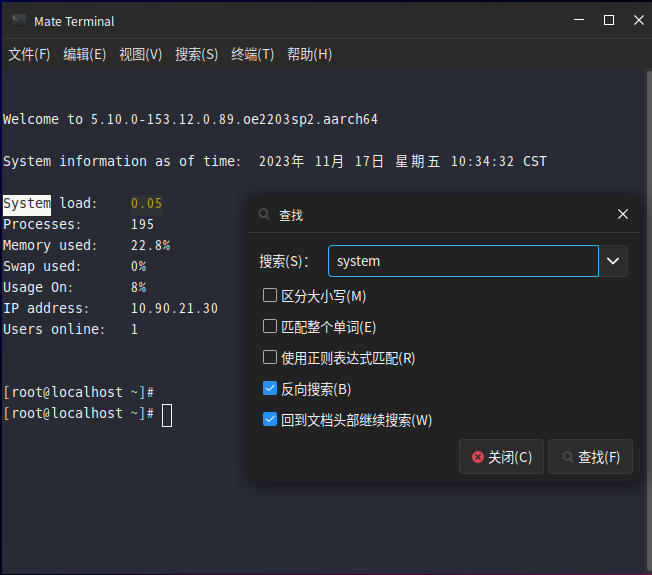 Mate Terminal
文件(F) 编辑(E) 视图(V) 搜索(S) 终端(T) 帮助(H)
Welcome to 5.10.0-153.12.0.89.oe2203sp2.aarch64
System information as of time: 2023年 11月 17日 星期五 10:34:32 CST
System load: 0.05
Processes: 195
Memory used: 22.8%
Swap used: 0%
Usage On: 8%
IP address: 10.90.21.30
Users online: 1
[root@localhost ~]#
[root@localhost ~]#
查找
搜索(S): system
区分大小写(M)
匹配整个单词(E)
使用正则表达式匹配(R)
反向搜索(B)
回到文档头部继续搜索(W)
关闭(C) 查找(F)